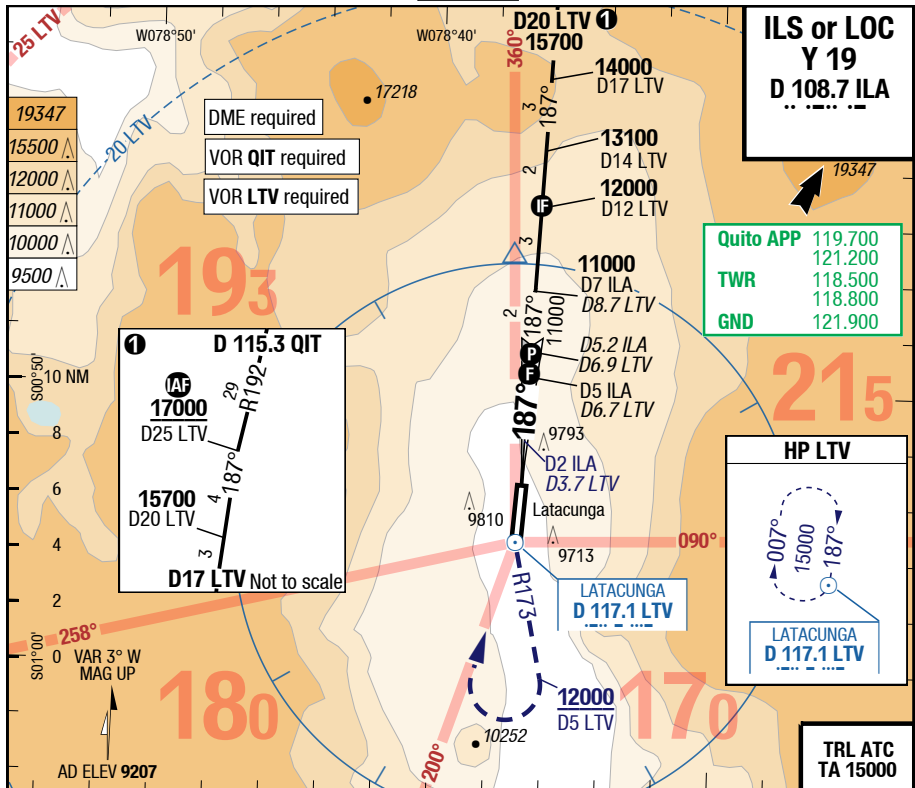 25 LTV
W078°50'
W078°40'
D20 LTV 1
15700
360°
ILS or LOC
Y 19
D 108.7 ILA
14000
D17 LTV
17218
3
187°
19347
15500
12000
11000
10000
9500
20 LTV
DME required
VOR QIT required
VOR LTV required
13100
D14 LTV
2
IF
12000
D12 LTV
19347
3
Quito APP 119.700
121.200
TWR 118.500
118.800
GND 121.900
193
11000
D7 ILA
D8.7 LTV
2
187°
11000
1
D 115.3 QIT
IAF
17000
D25 LTV
29
R192
187°
4
15700
D20 LTV
3
D17 LTV Not to scale
P
D5.2 ILA
D6.9 LTV
F
D5 ILA
D6.7 LTV
215
S00°50'
10 NM
8
6
4
2
0
S01°00'
187°
9793
D2 ILA
D3.7 LTV
9810
Latacunga
9713
090°
HP LTV
007°
15000
187°
LATACUNGA
D 117.1 LTV
LATACUNGA
D 117.1 LTV
R173
258°
VAR 3° W
MAG UP
180
12000
D5 LTV
170
10252
200°
AD ELEV 9207
TRL ATC
TA 15000